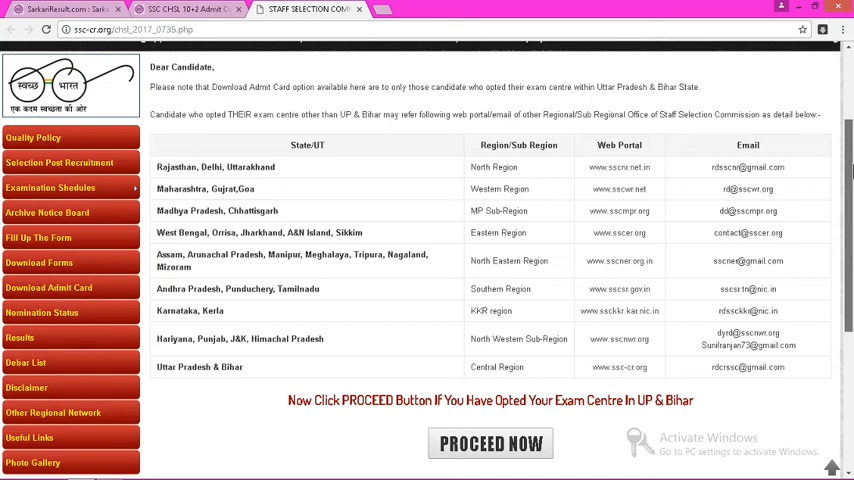 SarkariResult.com : Sarka
SSC CHSL 10+2 Admit C
STAFF SELECTION COM
ssc-cr.org/chsl_2017_0735.php
स्वच्छ भारत
एक कदम स्वच्छता की ओर
Quality Policy
Selection Post Recruitment
Examination Shedules
Archive Notice Board
Fill Up The Form
Download Forms
Download Admit Card
Nomination Status
Results
Debar List
Disclaimer
Other Regional Network
Useful Links
Photo Gallery
Dear Candidate,
Please note that Download Admit Card option available here are to only those candidate who opted their exam centre within Uttar Pradesh & Bihar State.
Candidate who opted THEIR exam centre other than UP & Bihar may refer following web portal/email of other Regional/Sub Regional Office of Staff Selection Commission as detail below:-
State/UT Region/Sub Region Web Portal Email
Rajasthan, Delhi, Uttarakhand North Region www.sscnr.net.in rdsscnr@gmail.com
Maharashtra, Gujrat,Goa Western Region www.sscwr.net rd@sscwr.org
Madhya Pradesh, Chhattisgarh MP Sub-Region www.sscmpr.org dd@sscmpr.org
West Bengal, Orrisa, Jharkhand, A&N Island, Sikkim Eastern Region www.sscer.org contact@sscer.org
Assam, Arunachal Pradesh, Manipur, Meghalaya, Tripura, Nagaland,
Mizoram North Eastern Region www.sscner.org.in sscner@gmail.com
Andhra Pradesh, Punduchery, Tamilnadu Southern Region www.sscsr.gov.in sscsr.tn@nic.in
Karnataka, Kerla KKR region www.ssckkr.kar.nic.in rdssckkr@nic.in
Hariyana, Punjab, J&K, Himachal Pradesh North Western Sub-Region www.sscnwr.org dyrd@sscnwr.org
Sunilranjan73@gmail.com
Uttar Pradesh & Bihar Central Region www.ssc-cr.org rdcrssc@gmail.com
Now Click PROCEED Button If You Have Opted Your Exam Centre In UP & Bihar
PROCEED NOW
Activate Windows
Go to PC settings to activate Windows.